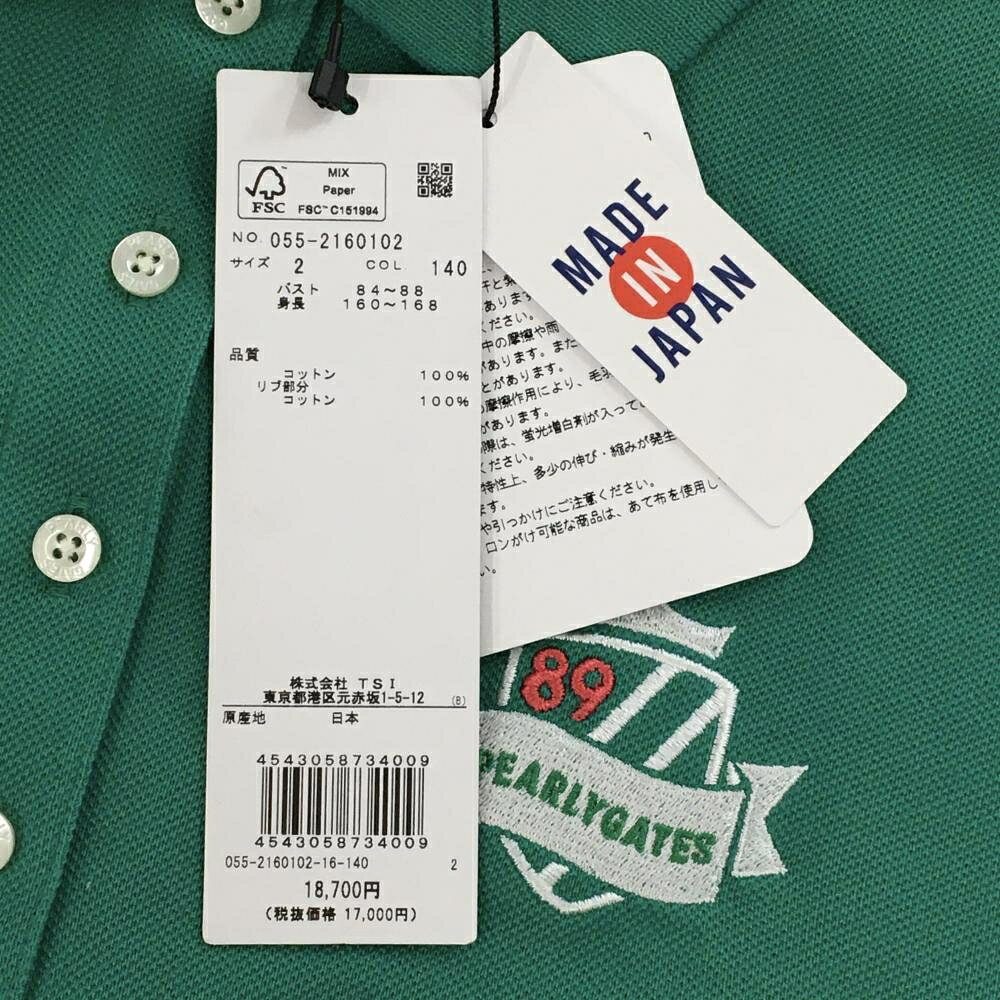 MIX
Paper
FSC
FSC™ C151994
NO. 055-2160102
サイズ 2 COL 140
バスト 84～88
身長 160～168
品質
コットン 100%
リブ部分
コットン 100%
株式会社 TSI
東京都港区元赤坂1-5-12 (B)
原産地 日本
4543058734009
4543058734009
055-2160102-16-140 2
18,700円
(税抜価格 17,000円)
MADE
IN
JAPAN
あります
ください。
中の摩擦や雨
があります。また
とがあります。
摩擦作用により、毛羽
があります。
際は、蛍光増白剤が入って
ください。
特性上、多少の伸び・縮みが発生
ます。
や引っかけにご注意ください。
ロンがけ可能な商品は、あて布を使用し
い。
89
PEARLYGATES